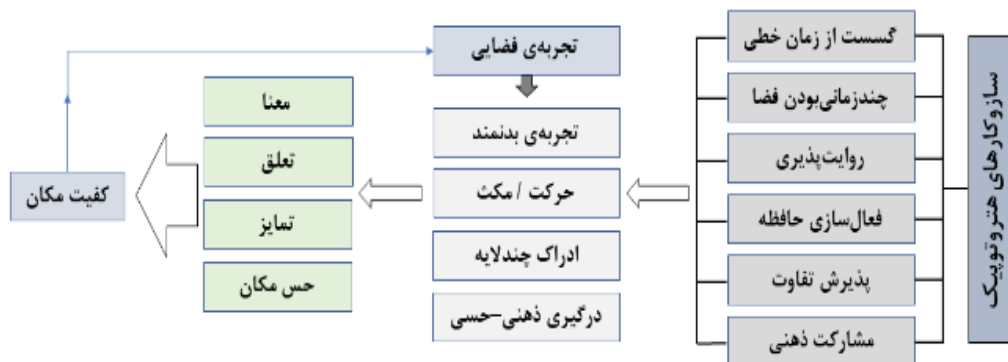 سازوکارهای هتروتوپیک
گسست از زمان خطی
چندزمانی‌بودن فضا
روایت‌پذیری
فعال‌سازی حافظه
پذیرش تفاوت
مشارکت ذهنی
تجربه‌ی فضایی
تجربه‌ی بدنمند
حرکت / مکث
ادراک چندلایه
درگیری ذهنی–حسی
معنا
تعلق
تمایز
حس مکان
کفیت مکان